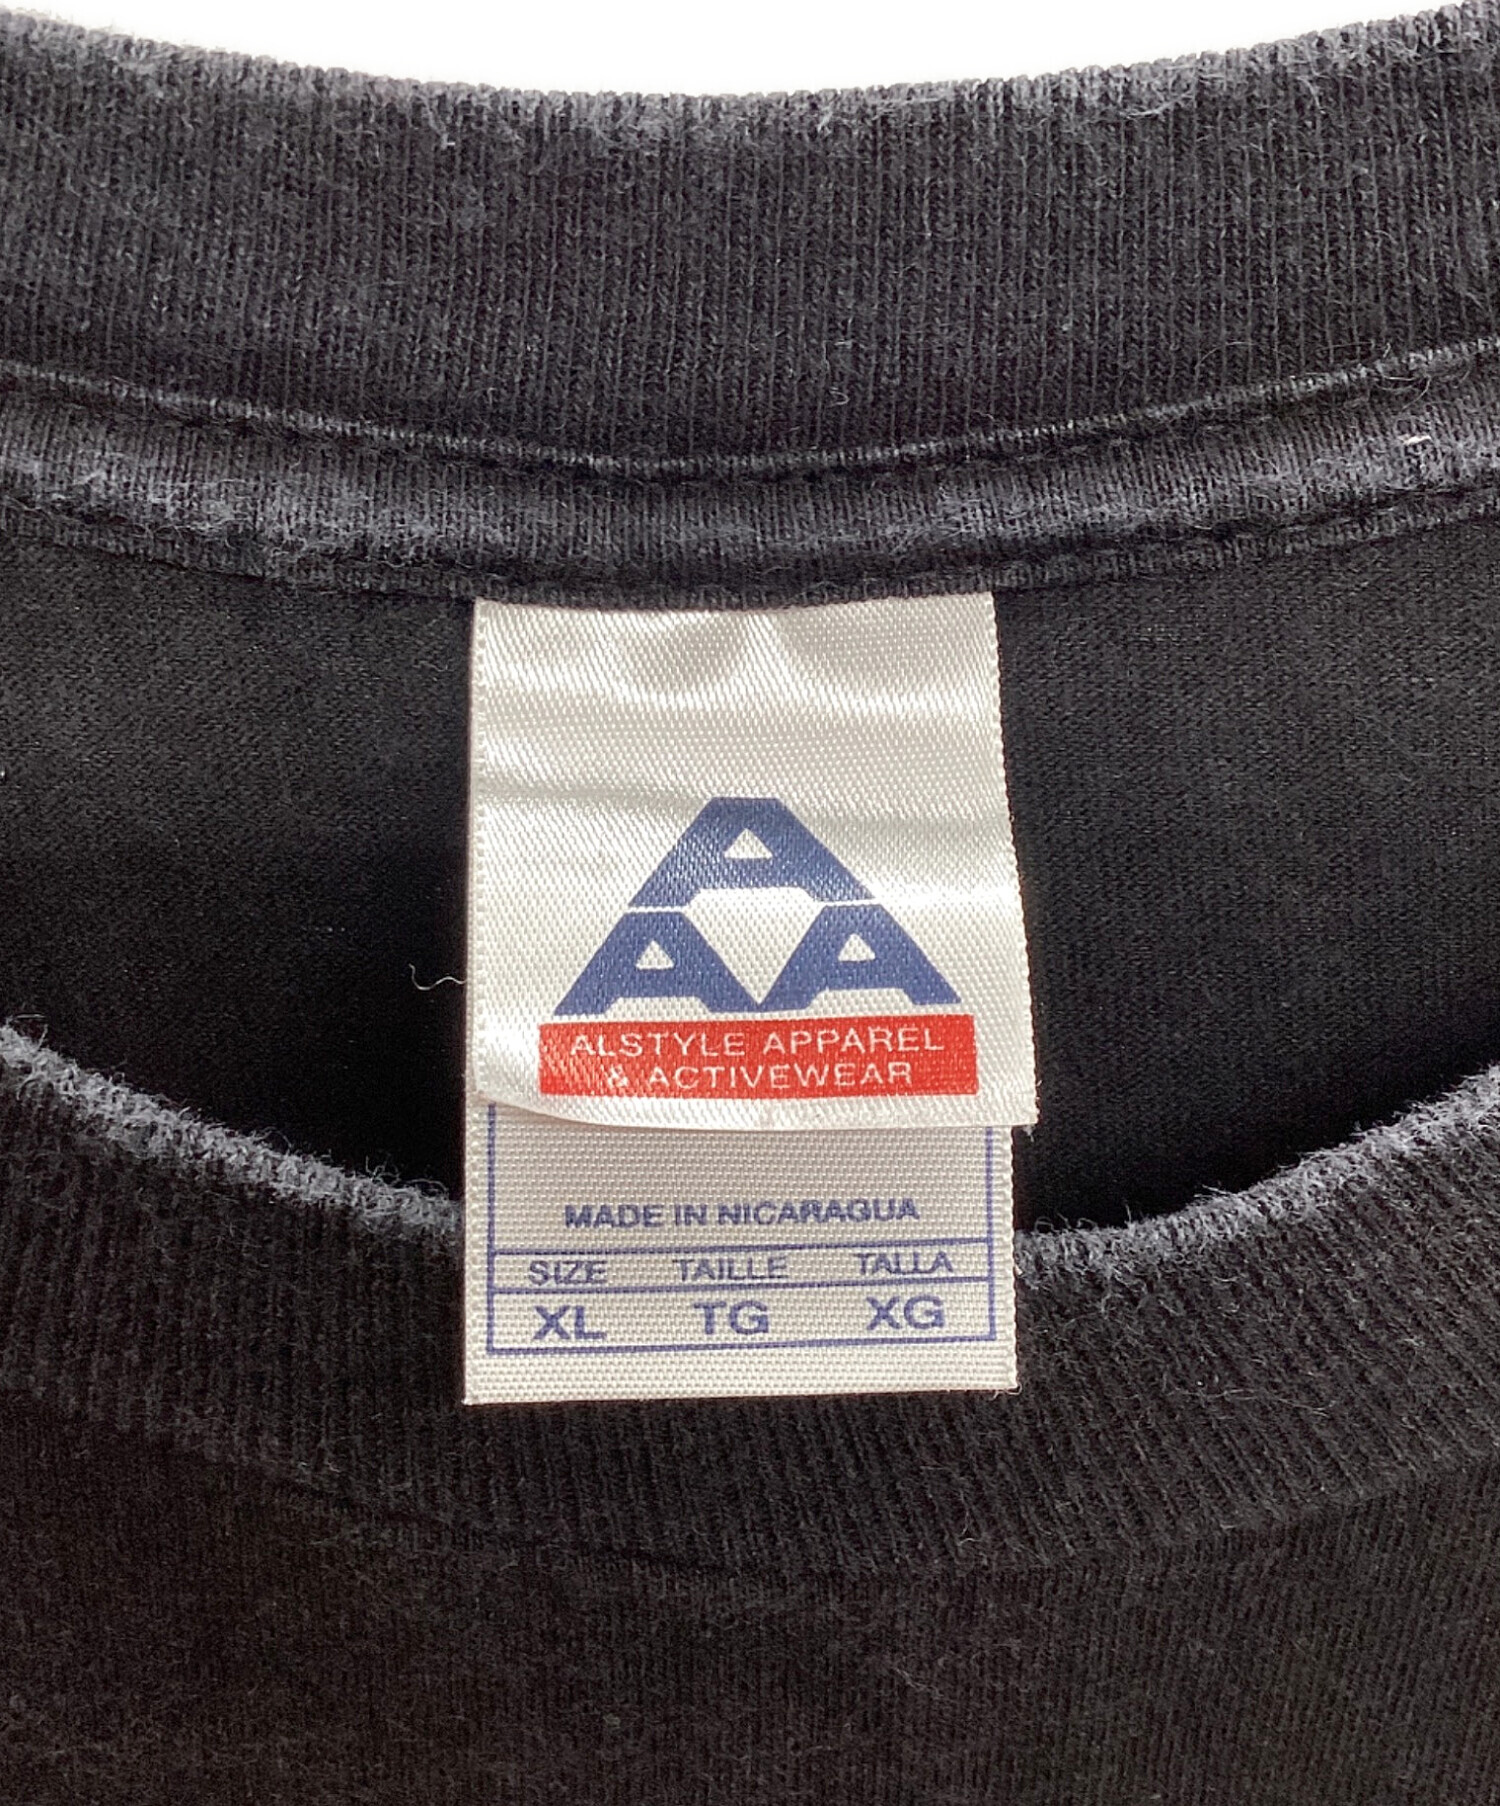 A
A A
ALSTYLE APPAREL
& ACTIVEWEAR
MADE IN NICARAGUA
SIZE TAILLE TALLA
XL TG XG